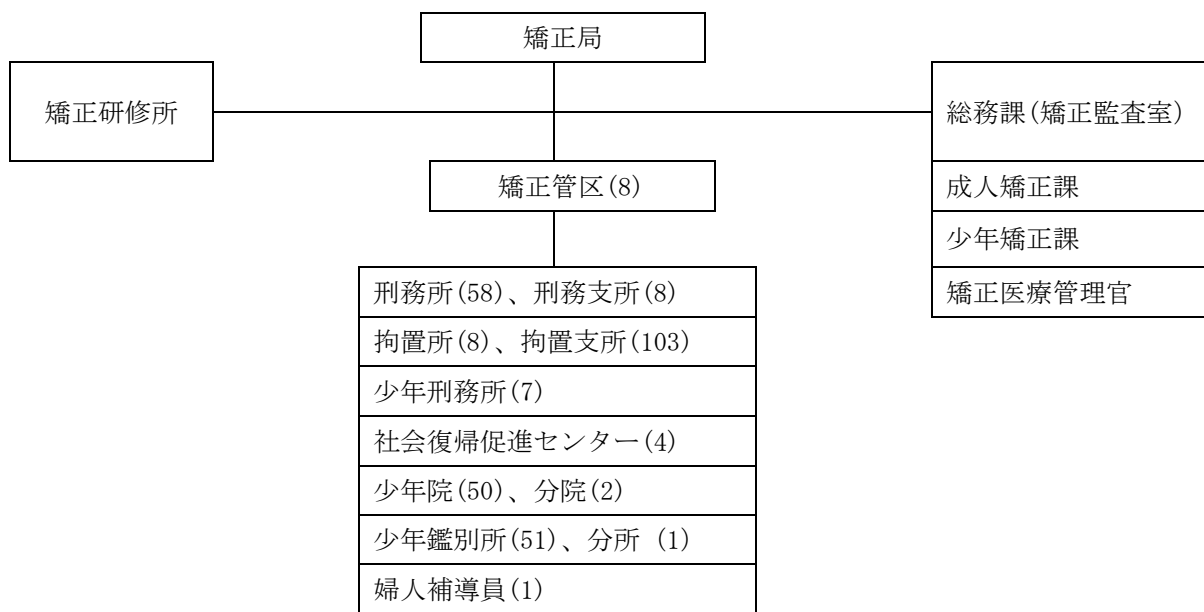 矯正局
矯正研修所
総務課(矯正監査室)
成人矯正課
少年矯正課
矯正医療管理官
矯正管区(8)
刑務所(58)、刑務支所(8)
拘置所(8)、拘置支所(103)
少年刑務所(7)
社会復帰促進センター(4)
少年院(50)、分院(2)
少年鑑別所(51)、分所 (1)
婦人補導員(1)